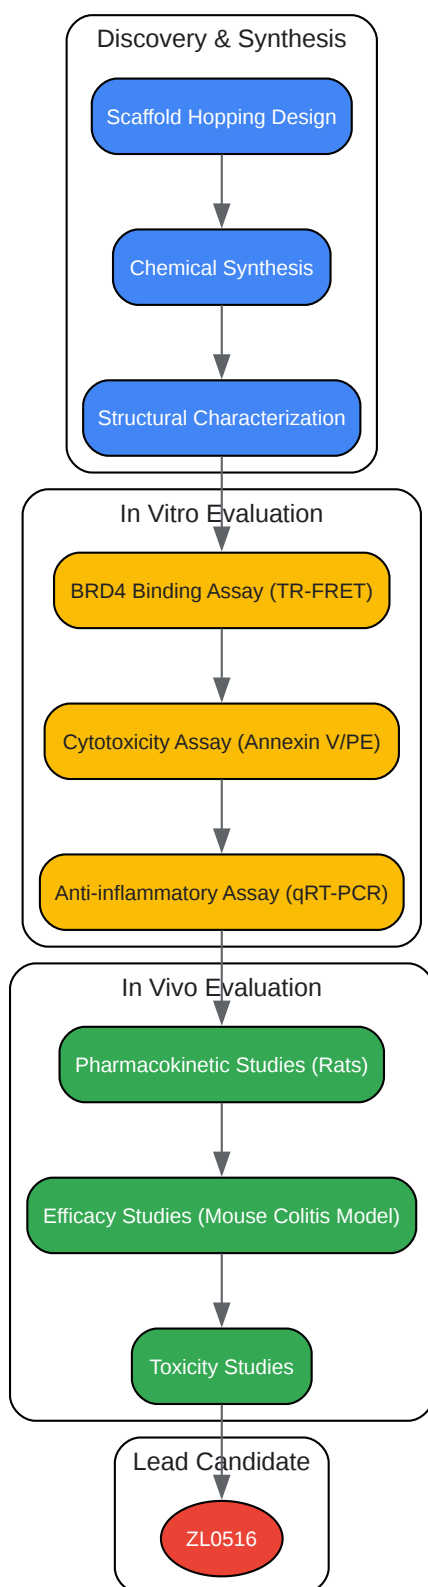 Discovery & Synthesis
Scaffold Hopping Design
Chemical Synthesis
Structural Characterization
In Vitro Evaluation
BRD4 Binding Assay (TR-FRET)
Cytotoxicity Assay (Annexin V/PE)
Anti-inflammatory Assay (qRT-PCR)
In Vivo Evaluation
Pharmacokinetic Studies (Rats)
Efficacy Studies (Mouse Colitis Model)
Toxicity Studies
Lead Candidate
ZL0516